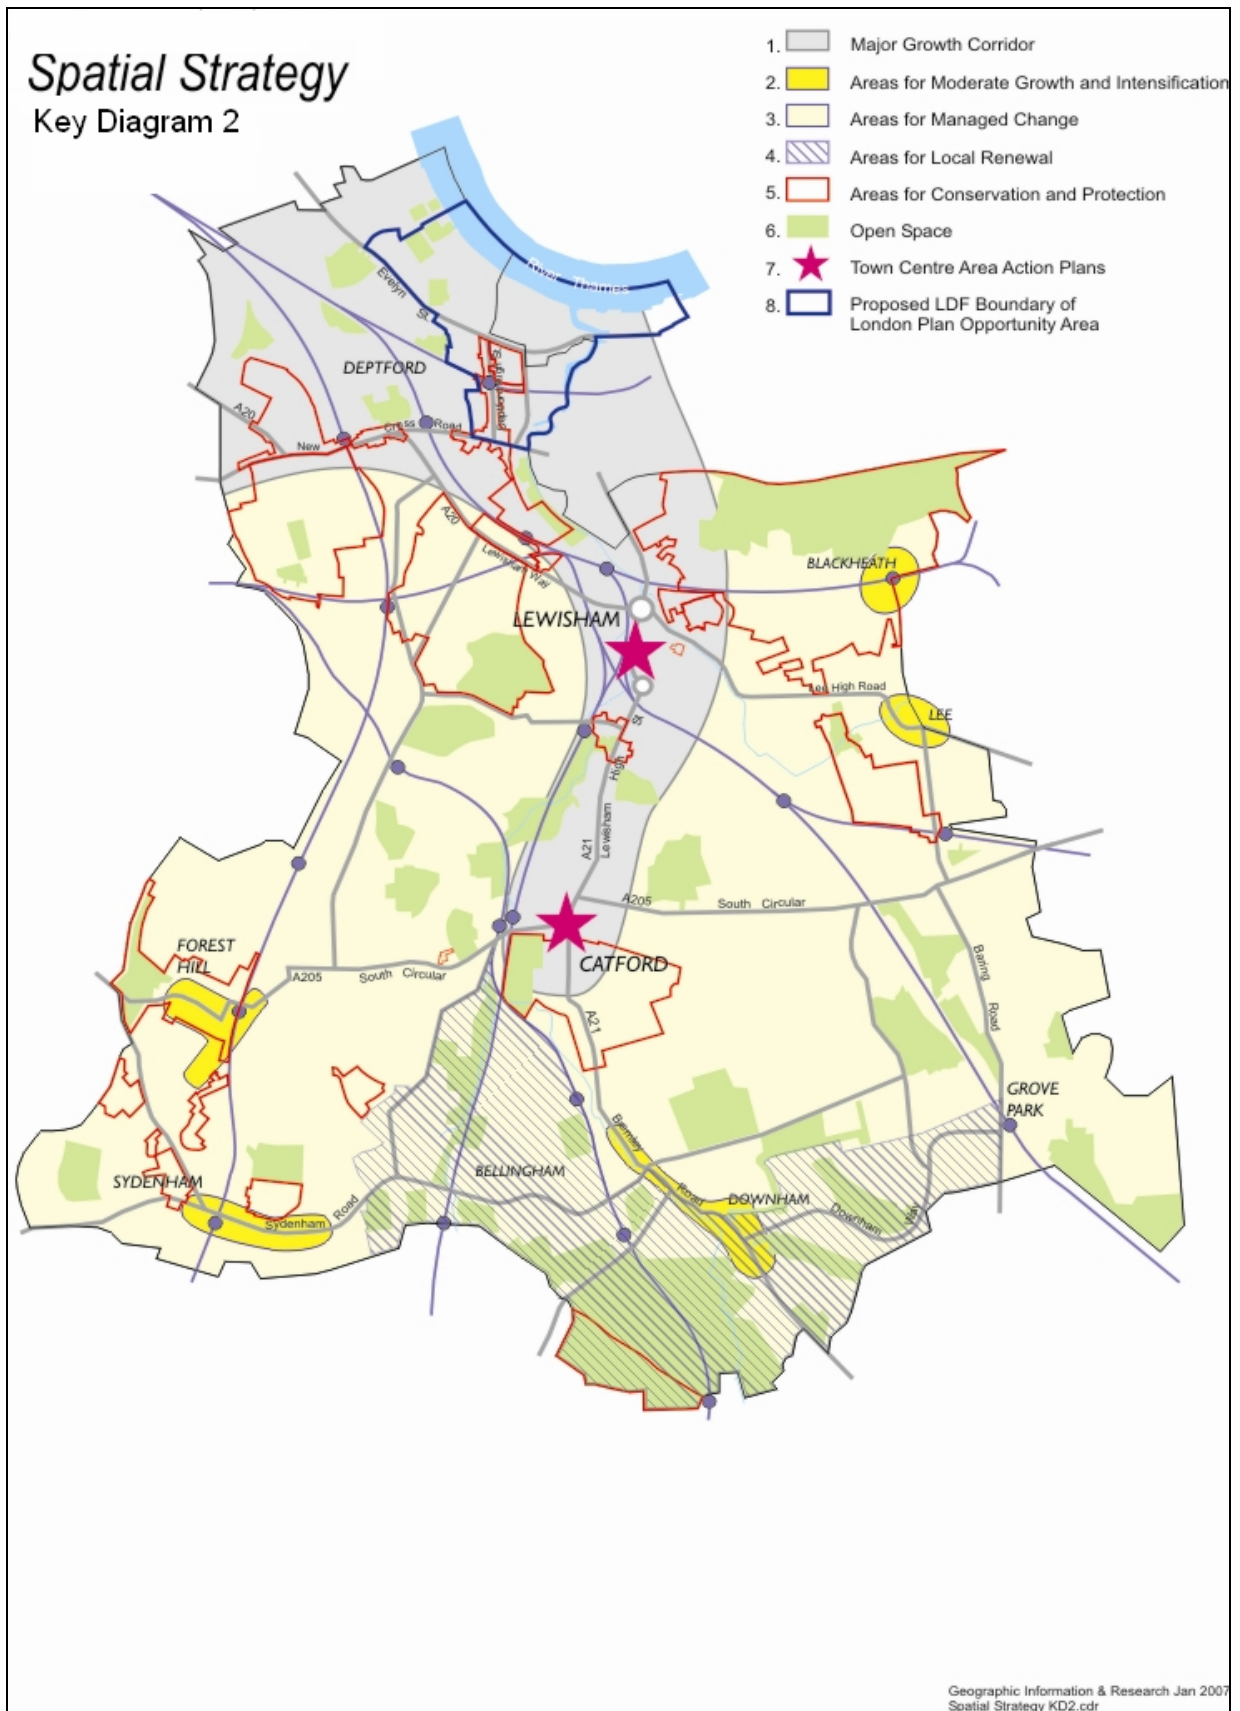 Spatial Strategy
Key Diagram 2
1. Major Growth Corridor
2. Areas for Moderate Growth and Intensification
3. Areas for Managed Change
4. Areas for Local Renewal
5. Areas for Conservation and Protection
6. Open Space
7. Town Centre Area Action Plans
8. Proposed LDF Boundary of
London Plan Opportunity Area
River Thames
Evelyn
St.
DEPTFORD
A20
New
Cross Road
A20
Lewisham Way
BLACKHEATH
LEWISHAM
Lee High Road
LEE
St
High
Lewisham
A21
A205
South Circular
FOREST
HILL
A205
South Circular
CATFORD
Baring
Road
A21
GROVE
PARK
Bromley
Road
BELLINGHAM
SYDENHAM
DOWNHAM
Downham
Way
Sydenham
Road
Geographic Information & Research Jan 2007
Spatial Strategy KD2.cdr